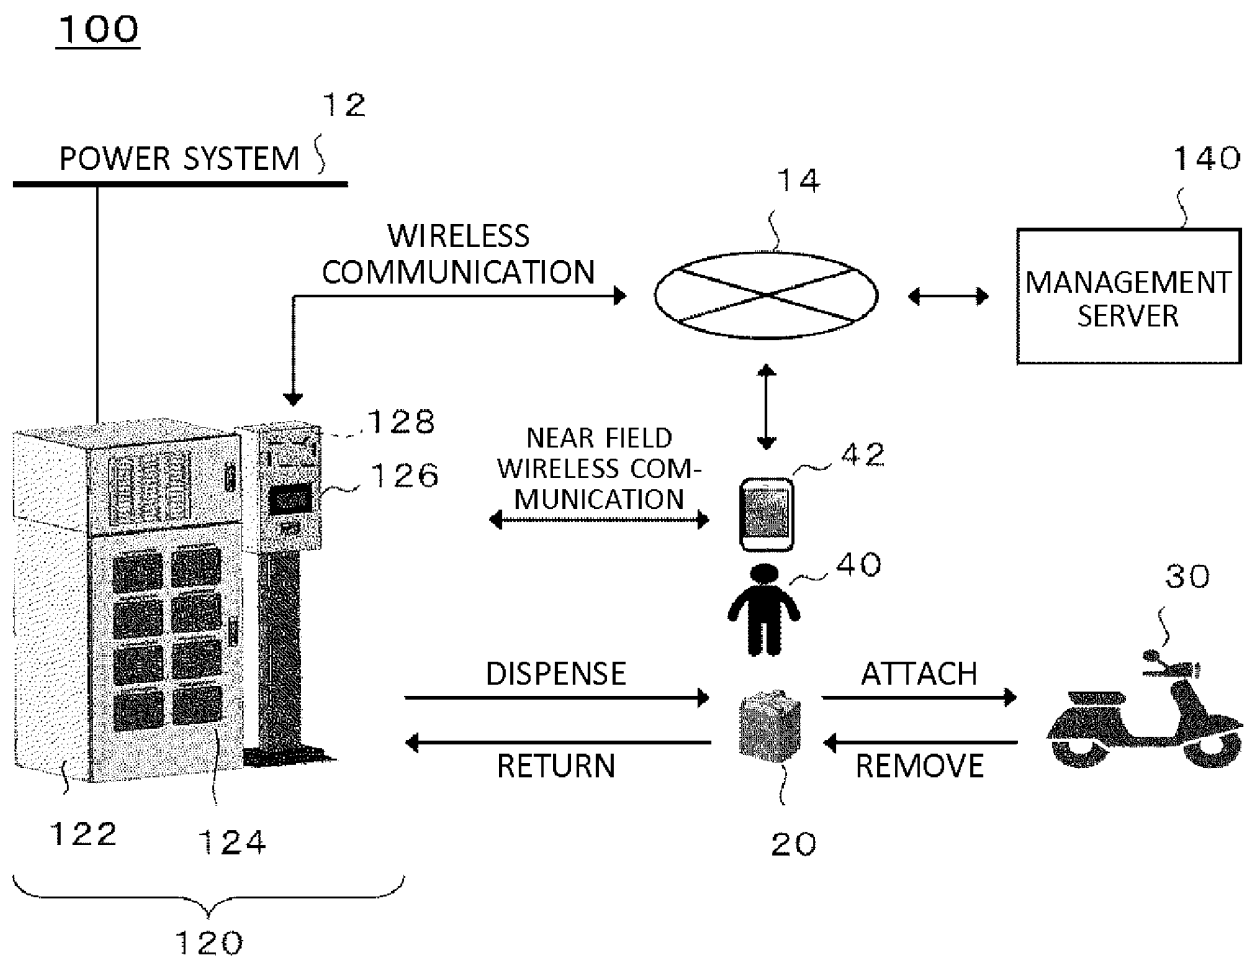 100
12
POWER SYSTEM
140
14
WIRELESS
COMMUNICATION
MANAGEMENT
SERVER
128
126
NEAR FIELD
WIRELESS COM-
MUNICATION
42
40
30
DISPENSE
ATTACH
RETURN
REMOVE
122
124
20
120